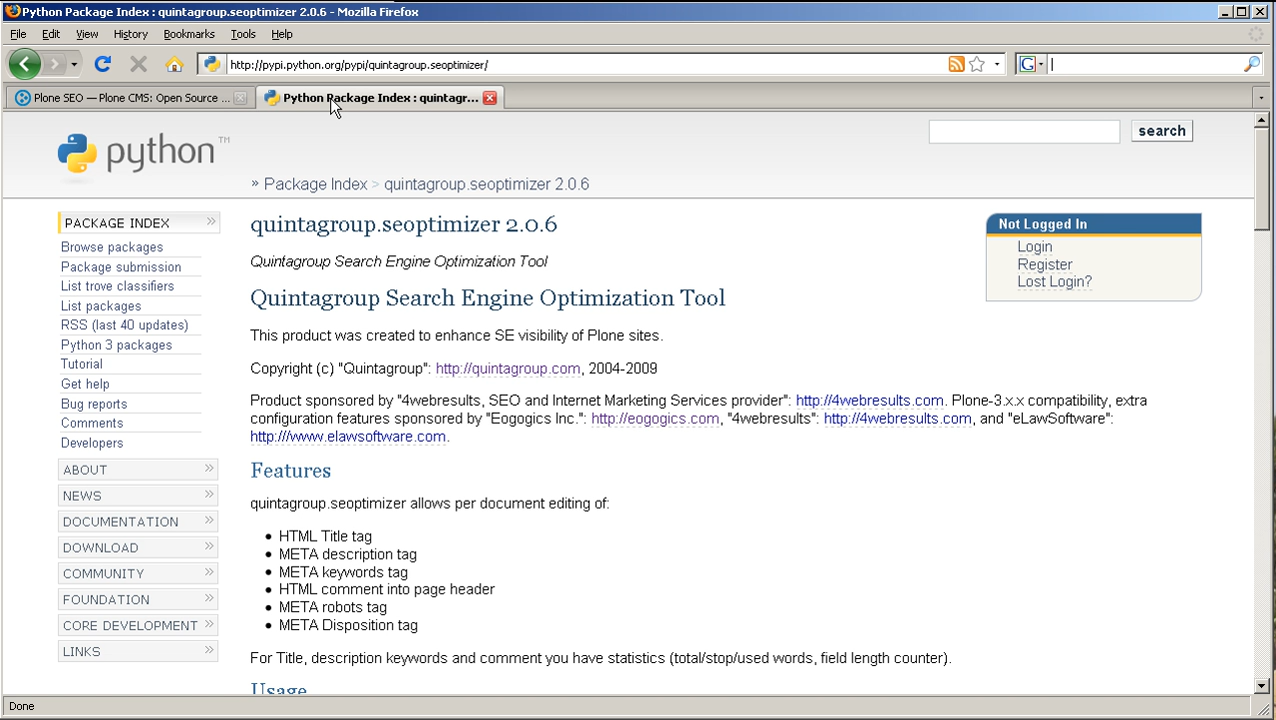 Python Package Index : quintagroup.seoptimizer 2.0.6 - Mozilla Firefox
File Edit View History Bookmarks Tools Help
http://pypi.python.org/pypi/quintagroup.seoptimizer/
G
Plone SEO — Plone CMS: Open Source ...
Python Package Index : quintagr...
python™
search
» Package Index > quintagroup.seoptimizer 2.0.6
PACKAGE INDEX »
Browse packages
Package submission
List trove classifiers
List packages
RSS (last 40 updates)
Python 3 packages
Tutorial
Get help
Bug reports
Comments
Developers
ABOUT »
NEWS »
DOCUMENTATION »
DOWNLOAD »
COMMUNITY »
FOUNDATION »
CORE DEVELOPMENT »
LINKS »
quintagroup.seoptimizer 2.0.6
Quintagroup Search Engine Optimization Tool
Quintagroup Search Engine Optimization Tool
This product was created to enhance SE visibility of Plone sites.
Copyright (c) "Quintagroup": http://quintagroup.com, 2004-2009
Product sponsored by "4webresults, SEO and Internet Marketing Services provider": http://4webresults.com. Plone-3.x.x compatibility, extra
configuration features sponsored by "Eogogics Inc.": http://eogogics.com, "4webresults": http://4webresults.com, and "eLawSoftware":
http://www.elawsoftware.com.
Features
quintagroup.seoptimizer allows per document editing of:
• HTML Title tag
• META description tag
• META keywords tag
• HTML comment into page header
• META robots tag
• META Disposition tag
For Title, description keywords and comment you have statistics (total/stop/used words, field length counter).
Usage
Not Logged In
Login
Register
Lost Login?
Done